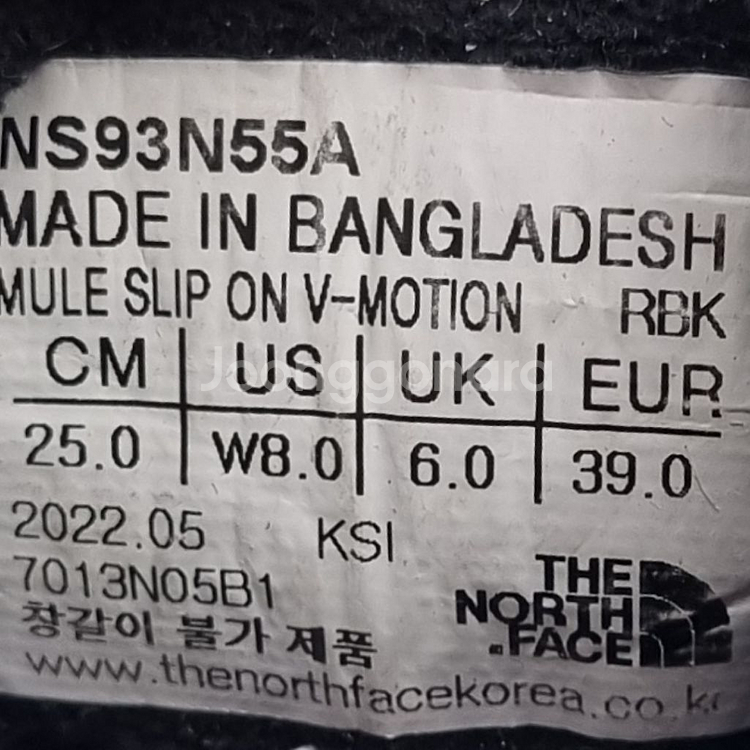 NS93N55A
MADE IN BANGLADESH
MULE SLIP ON V-MOTION RBK
CM US UK EUR
25.0 W8.0 6.0 39.0
2022.05 KSI
7013N05B1
창갈이 불가 제품
THE
NORTH
FACE
www.thenorthfacekorea.co.kr
Joonggonara